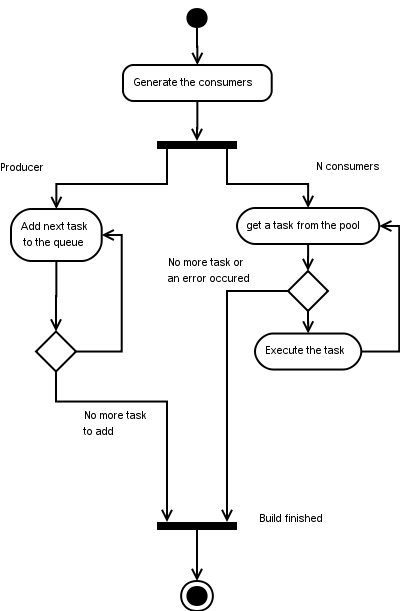 Generate the consumers
Producer
N consumers
Add next task
to the queue
get a task from the pool
No more task or
an error occured
Execute the task
No more task
to add
Build finished